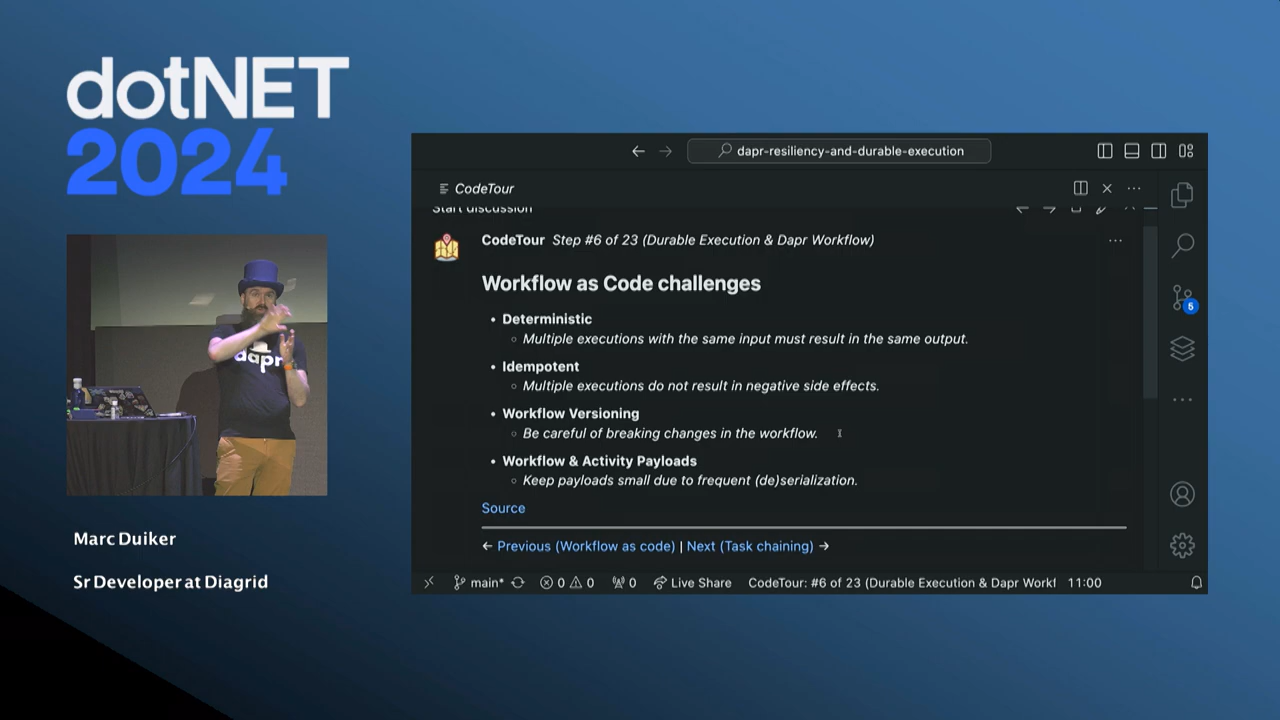 dotNET
2024
dapr
Marc Duiker
Sr Developer at Diagrid
dapr-resiliency-and-durable-execution
CodeTour
Start discussion
CodeTour Step #6 of 23 (Durable Execution & Dapr Workflow)
Workflow as Code challenges
• Deterministic
○ Multiple executions with the same input must result in the same output.
• Idempotent
○ Multiple executions do not result in negative side effects.
• Workflow Versioning
○ Be careful of breaking changes in the workflow.
• Workflow & Activity Payloads
○ Keep payloads small due to frequent (de)serialization.
Source
← Previous (Workflow as code) | Next (Task chaining) →
5
main* 0 0 0 Live Share CodeTour: #6 of 23 (Durable Execution & Dapr Workf 11:00